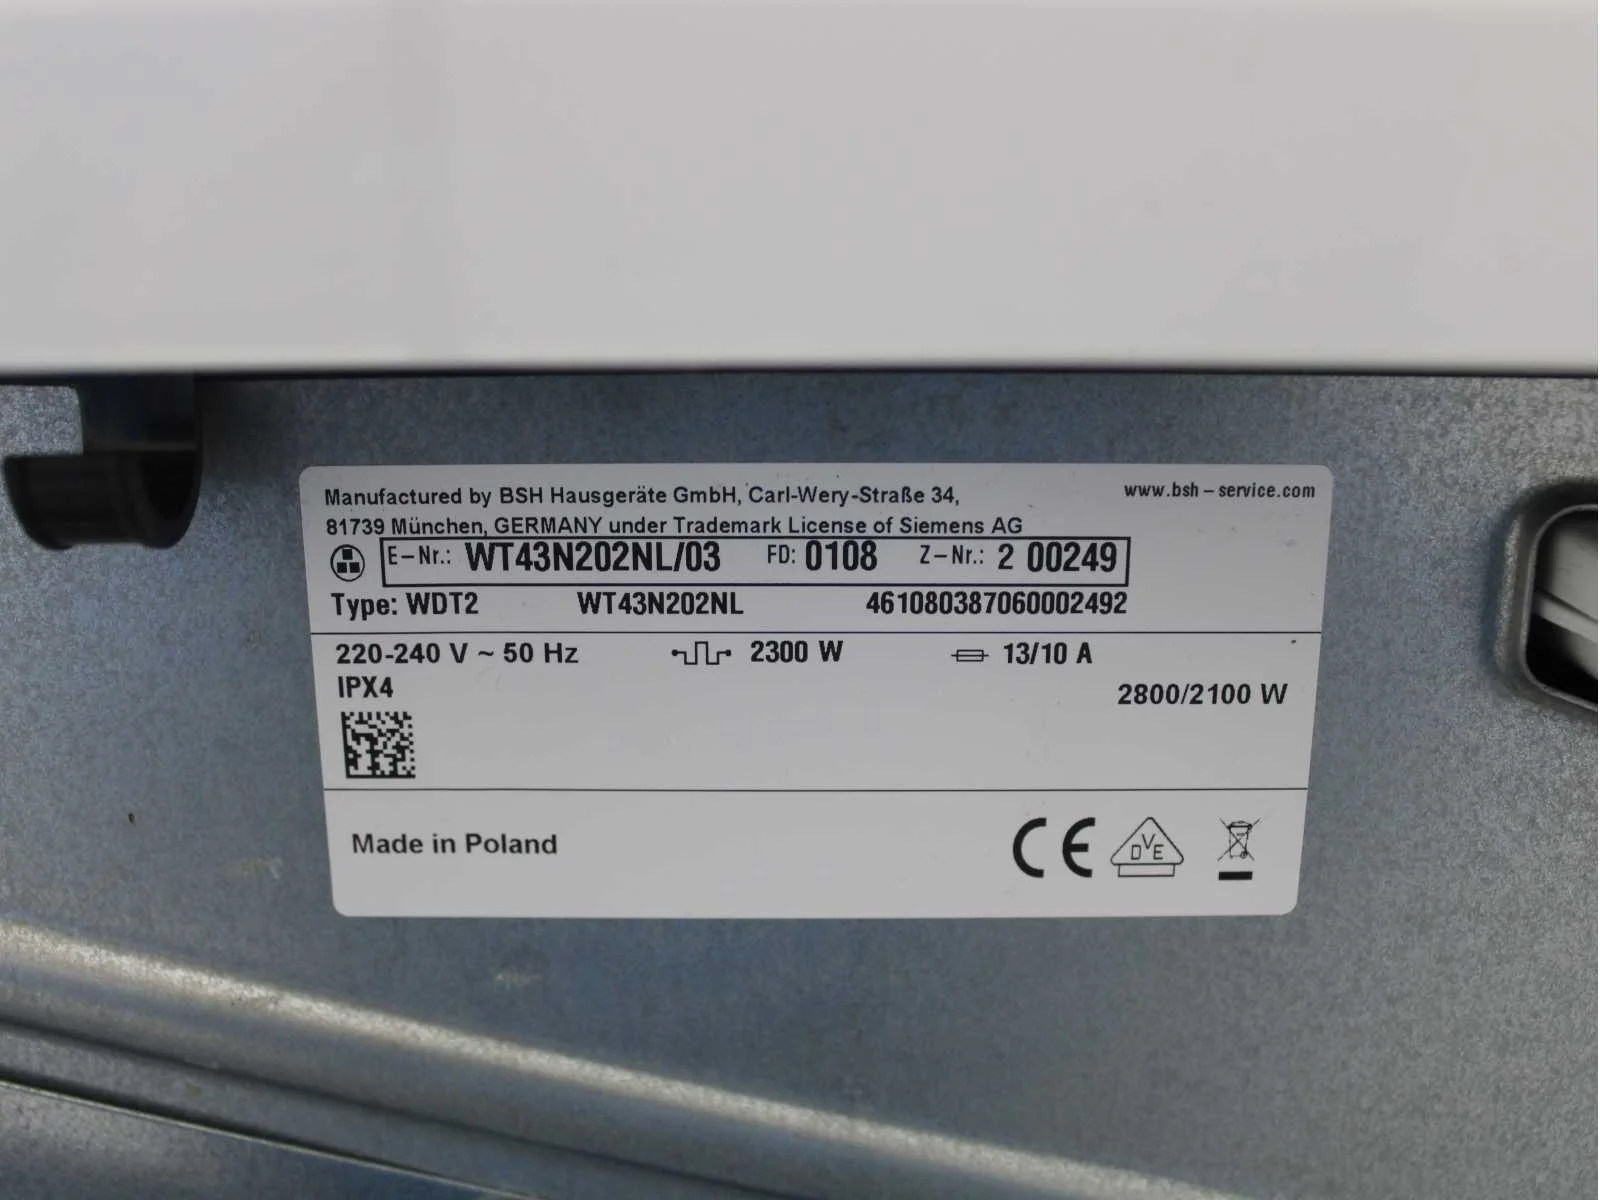 Manufactured by BSH Hausgeräte GmbH, Carl-Wery-Straße 34,
www.bsh – service.com
81739 München, GERMANY under Trademark License of Siemens AG
E–Nr.: WT43N202NL/03 FD: 0108 Z–Nr.: 2 00249
Type: WDT2 WT43N202NL 461080387060002492
220-240 V ~ 50 Hz 2300 W 13/10 A
IPX4
2800/2100 W
Made in Poland
CE
DVE